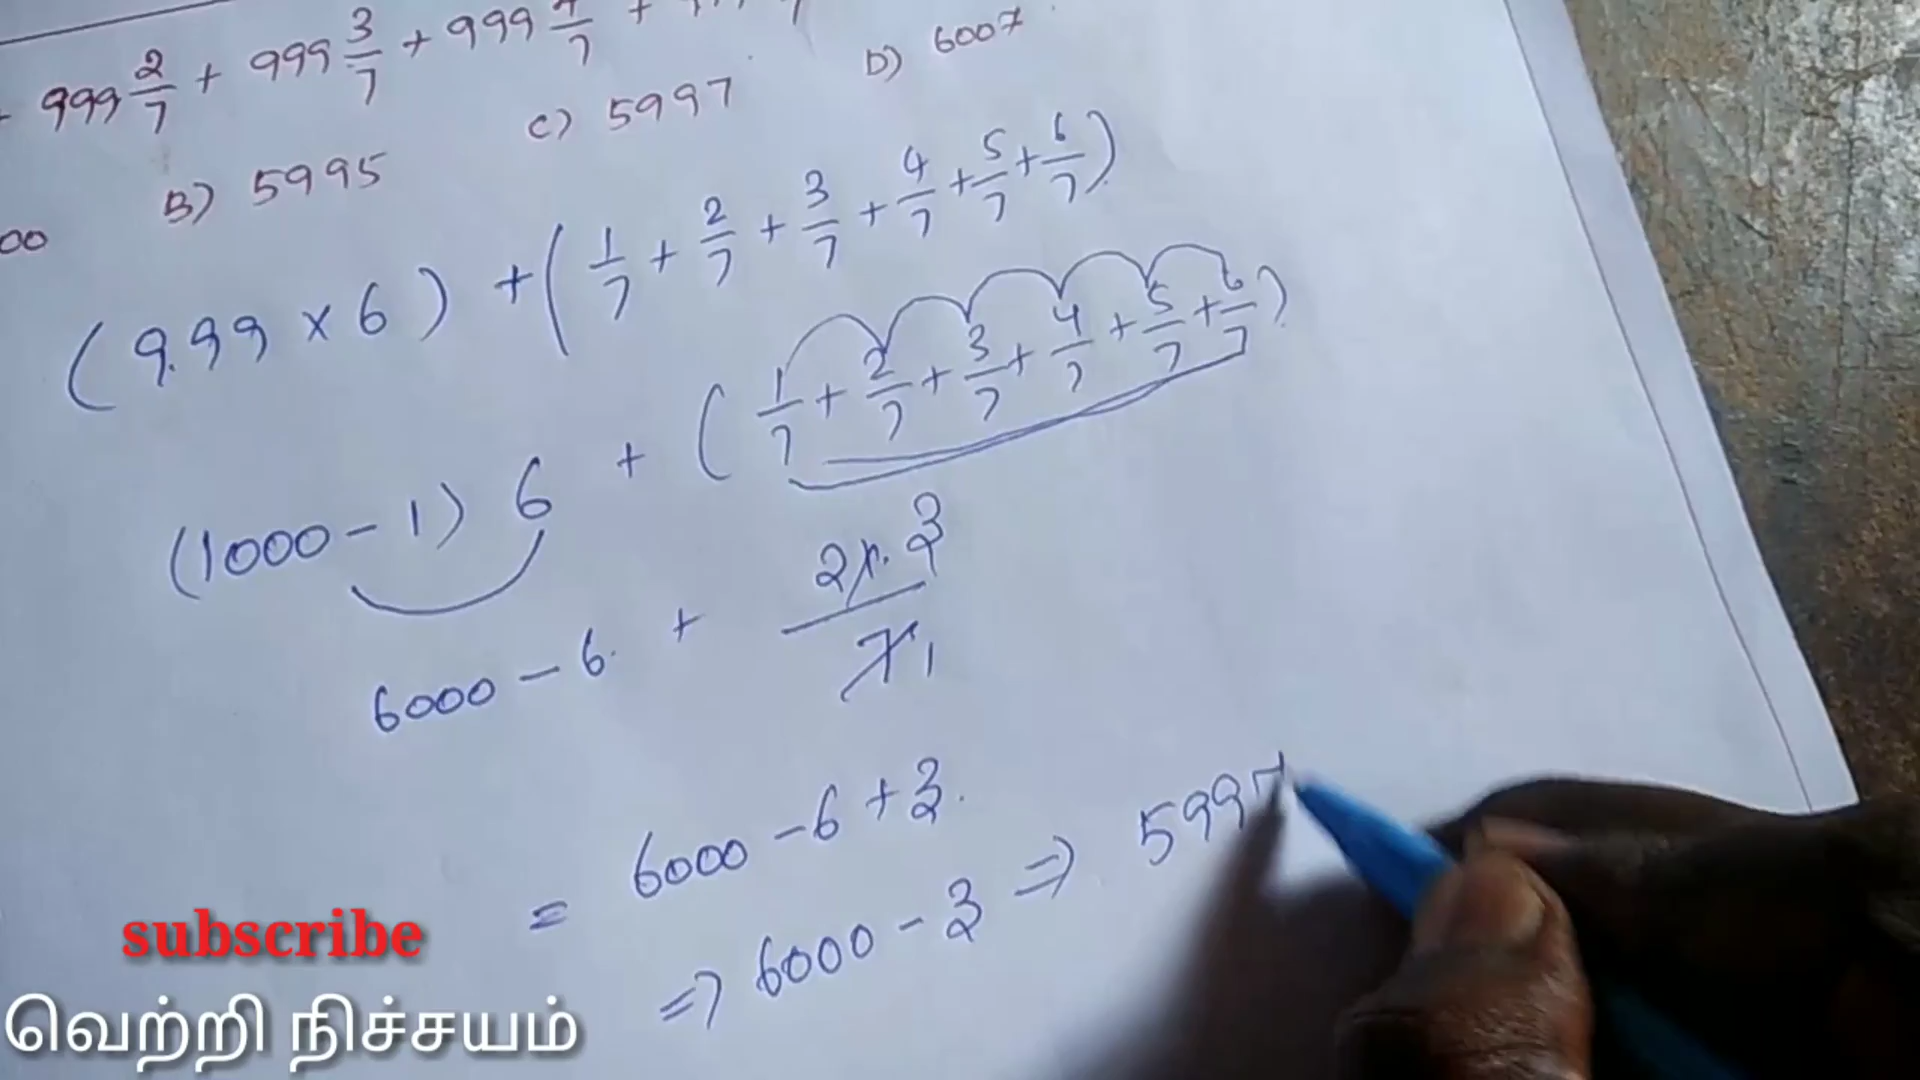 999 2/7 + 999 3/7 + 999 4/7 +
00 B) 5995 C) 5997 D) 6007
(9.99 × 6) + (1/7 + 2/7 + 3/7 + 4/7 + 5/7 + 6/7)
(1000 - 1) 6 + (1/7 + 2/7 + 3/7 + 4/7 + 5/7 + 6/7)
6000 - 6 + 21 3 / 7 1
= 6000 - 6 + 3
⇒ 6000 - 3 ⇒ 5997
subscribe
வெற்றி நிச்சயம்